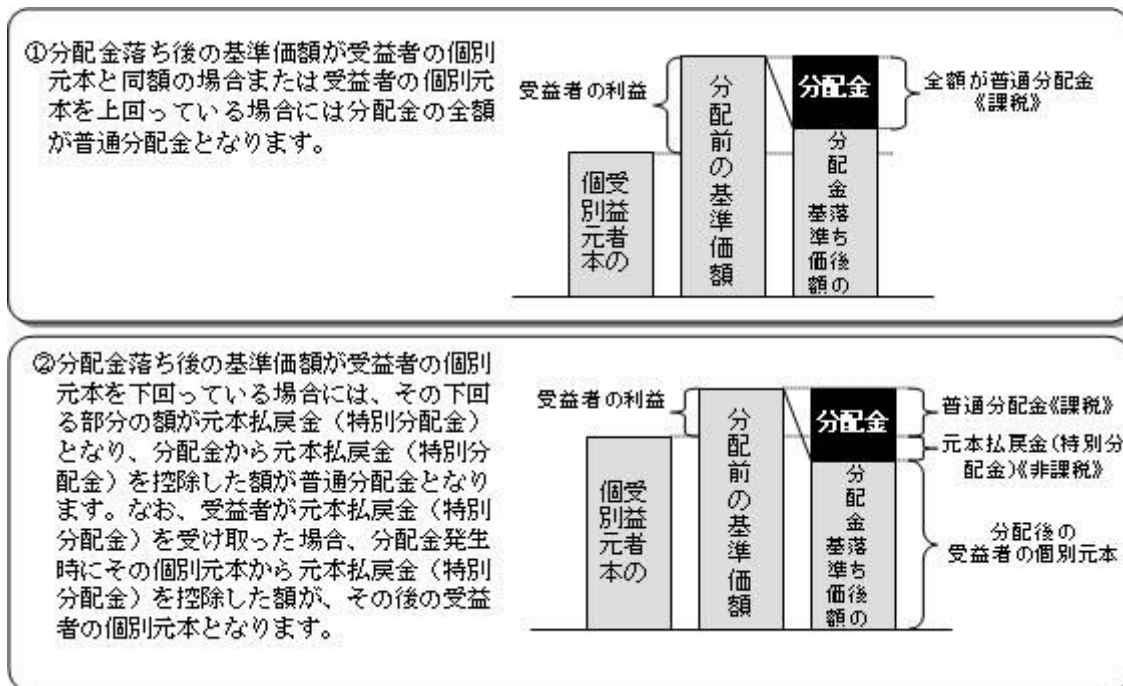 ①分配金落ち後の基準価額が受益者の個別
元本と同額の場合または受益者の個別元
本を上回っている場合には分配金の全額
が普通分配金となります。
受益者の利益
受益者の
個別元本
分配前の基準価額
分配金
分配金落ち後の
基準価額
全額が普通分配金
《課税》
②分配金落ち後の基準価額が受益者の個別
元本を下回っている場合には、その下回
る部分の額が元本払戻金（特別分配金）
となり、分配金から元本払戻金（特別分
配金）を控除した額が普通分配金となり
ます。なお、受益者が元本払戻金（特別
分配金）を受け取った場合、分配金発生
時にその個別元本から元本払戻金（特別
分配金）を控除した額が、その後の受益
者の個別元本となります。
受益者の利益
受益者の
個別元本
分配前の基準価額
分配金
分配金落ち後の
基準価額
普通分配金《課税》
元本払戻金(特別分
配金)《非課税》
分配後の
受益者の個別元本